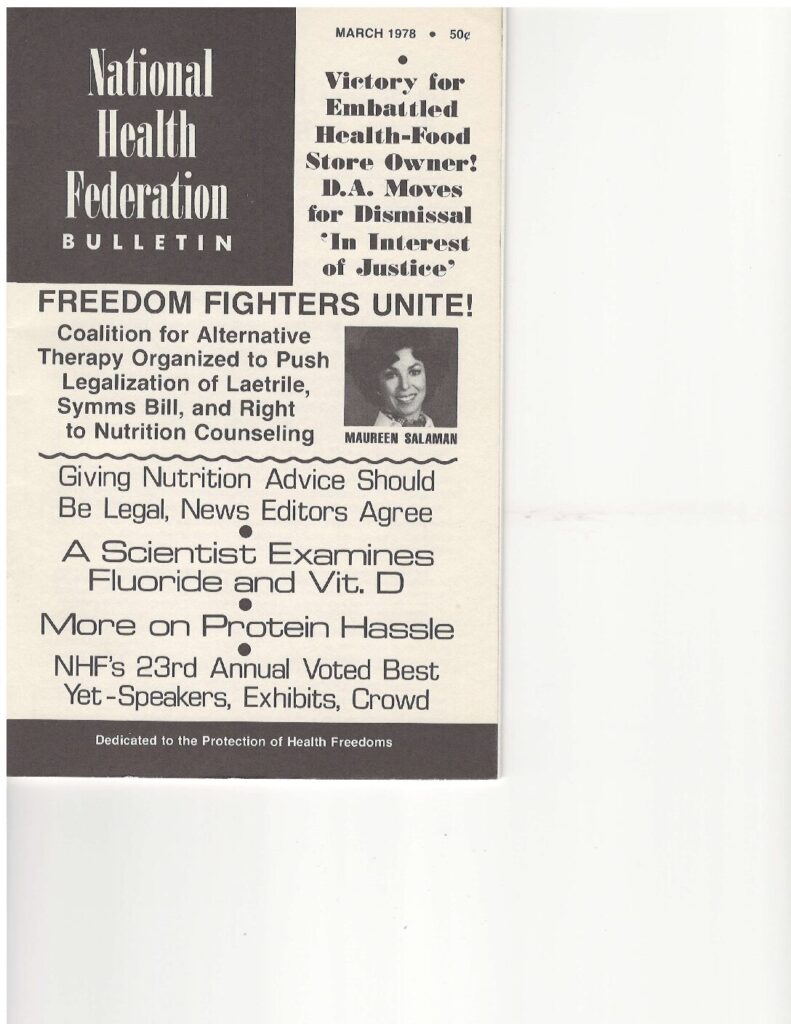 National
Health
Federation
BULLETIN
MARCH 1978 • 50¢
•
Victory for
Embattled
Health-Food
Store Owner!
D.A. Moves
for Dismissal
'In Interest
of Justice'
FREEDOM FIGHTERS UNITE!
Coalition for Alternative
Therapy Organized to Push
Legalization of Laetrile,
Symms Bill, and Right
to Nutrition Counseling
MAUREEN SALAMAN
Giving Nutrition Advice Should
Be Legal, News Editors Agree
•
A Scientist Examines
Fluoride and Vit. D
•
More on Protein Hassle
•
NHF's 23rd Annual Voted Best
Yet-Speakers, Exhibits, Crowd
Dedicated to the Protection of Health Freedoms